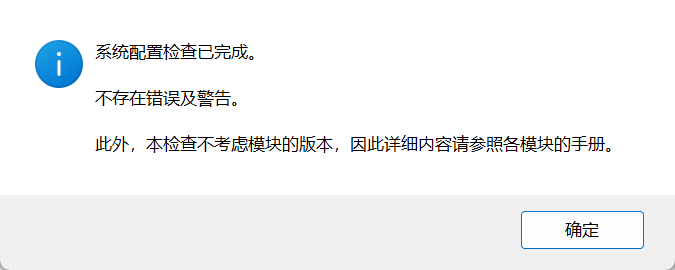 系统配置检查已完成。
不存在错误及警告。
此外，本检查不考虑模块的版本，因此详细内容请参照各模块的手册。
确定